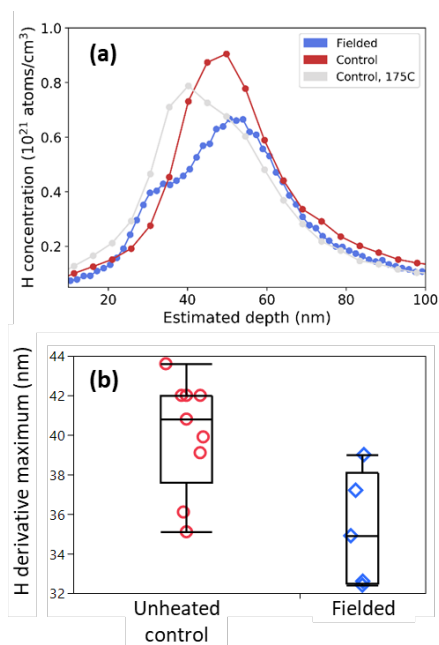 (a)
Fielded
Control
Control, 175C
H concentration (10²¹ atoms/cm³)
1.0
0.8
0.6
0.4
0.2
20 40 60 80 100
Estimated depth (nm)
(b)
H derivative maximum (nm)
44
42
40
38
36
34
32
Unheated Fielded
control